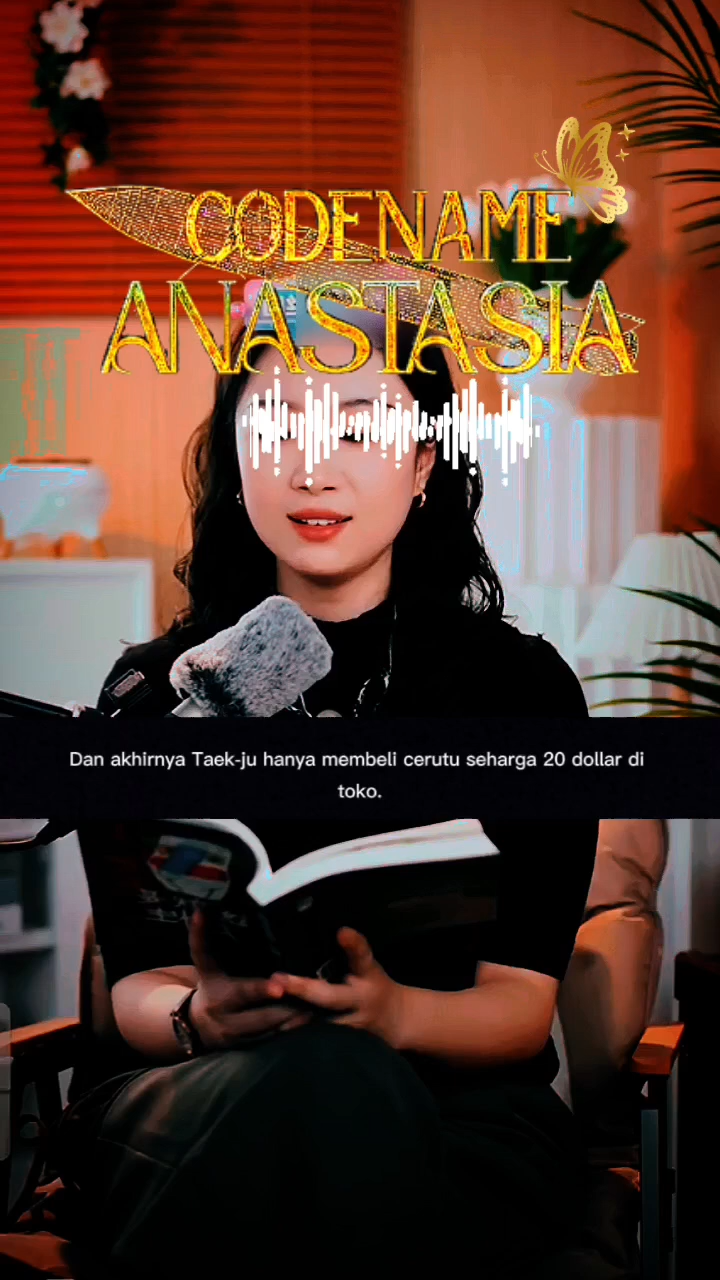 CODENAME
ANASTASIA
Dan akhirnya Taek-ju hanya membeli cerutu seharga 20 dollar di
toko.